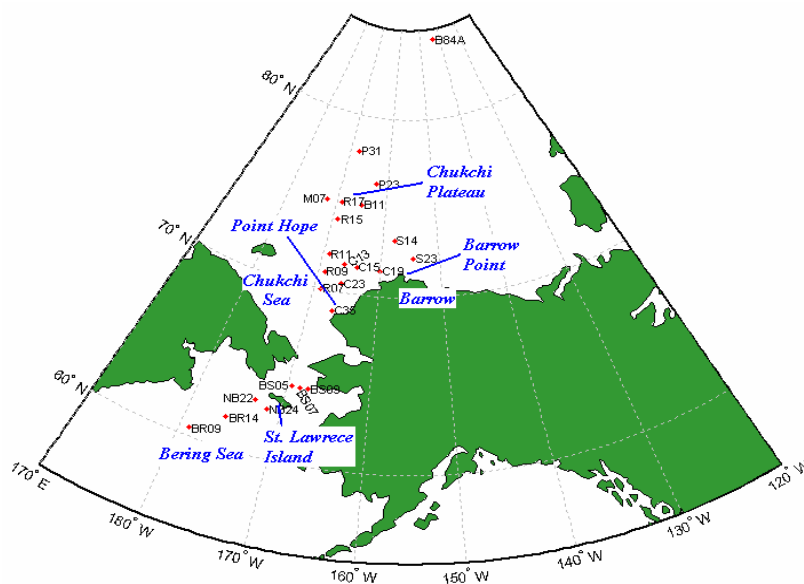 B84A
80° N
P31
P23
Chukchi
Plateau
M07
R17
B11
R15
Point Hope
70° N
S14
Barrow
Point
R11
C13
S23
R09
C15
C19
Chukchi
Sea
R07
C23
Barrow
C35
60° N
BS05
BS07
BS09
NB22
NB24
BR14
BR09
St. Lawrece
Island
Bering Sea
170° E
180° W
170° W
160° W
150° W
140° W
130° W
120° W